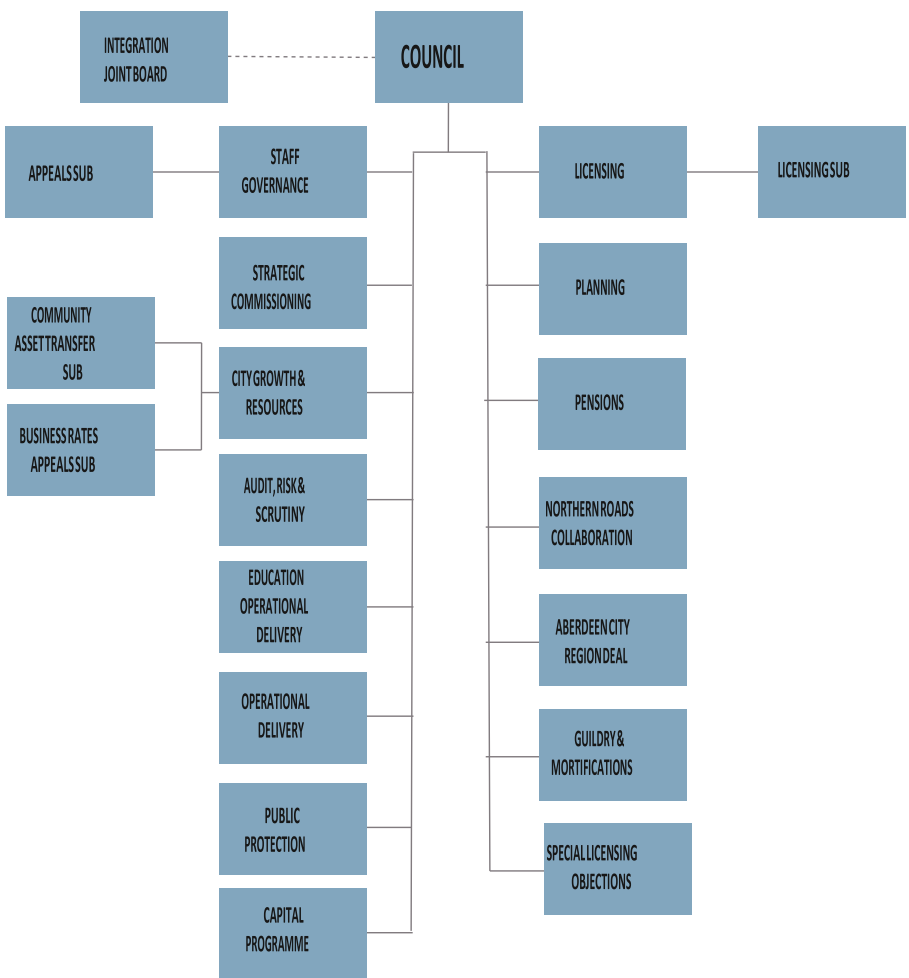 INTEGRATION
JOINT BOARD
COUNCIL
APPEALS SUB
STAFF
GOVERNANCE
LICENSING
LICENSING SUB
STRATEGIC
COMMISSIONING
PLANNING
COMMUNITY
ASSET TRANSFER
SUB
CITY GROWTH &
RESOURCES
PENSIONS
BUSINESS RATES
APPEALS SUB
AUDIT, RISK &
SCRUTINY
NORTHERN ROADS
COLLABORATION
EDUCATION
OPERATIONAL
DELIVERY
ABERDEEN CITY
REGION DEAL
OPERATIONAL
DELIVERY
GUILDRY &
MORTIFICATIONS
PUBLIC
PROTECTION
SPECIAL LICENSING
OBJECTIONS
CAPITAL
PROGRAMME